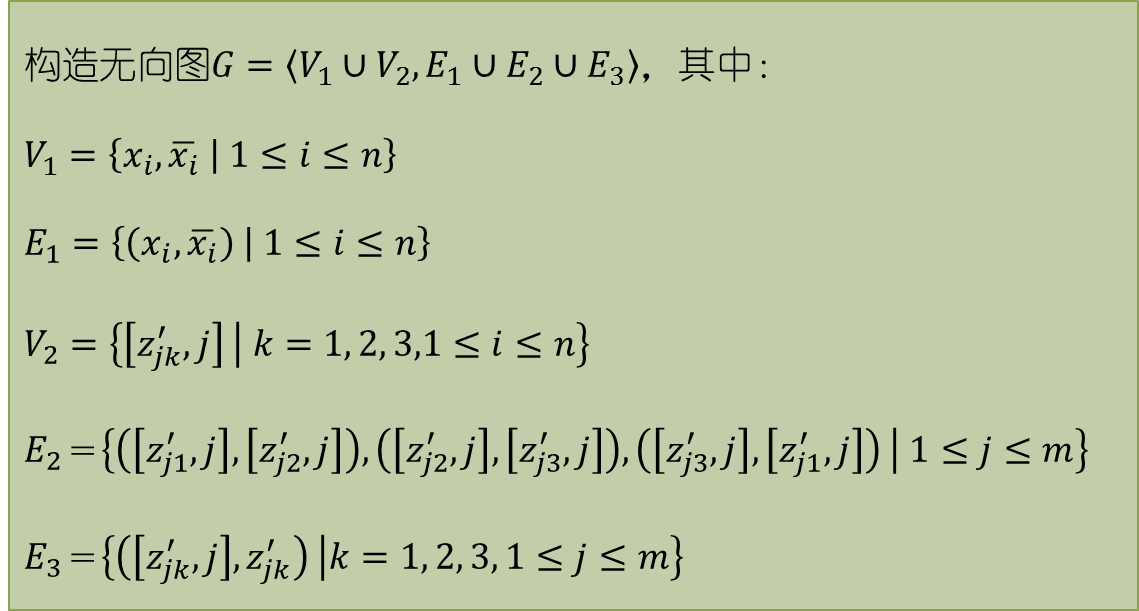 构造无向图G = ⟨V₁ ∪ V₂, E₁ ∪ E₂ ∪ E₃⟩，其中：
V₁ = {xᵢ, x̅ᵢ | 1 ≤ i ≤ n}
E₁ = {(xᵢ, x̅ᵢ) | 1 ≤ i ≤ n}
V₂ = {[z′ⱼₖ, j] | k = 1, 2, 3,1 ≤ i ≤ n}
E₂ = {([z′ⱼ₁, j], [z′ⱼ₂, j]), ([z′ⱼ₂, j], [z′ⱼ₃, j]), ([z′ⱼ₃, j], [z′ⱼ₁, j]) | 1 ≤ j ≤ m}
E₃ = {([z′ⱼₖ, j], z′ⱼₖ) |k = 1, 2, 3, 1 ≤ j ≤ m}